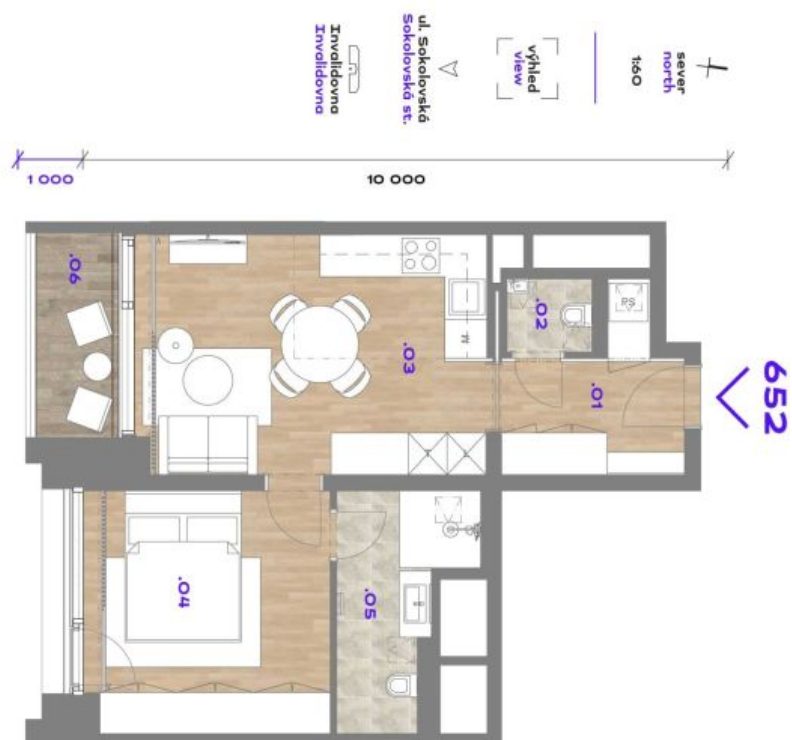 sever
north
1:60
výhled
view
ul. Sokolovská
Sokolovská st.
Invalidovna
Invalidovna
1 000
10 000
652
.01
.02
.03
.04
.05
.06
PS